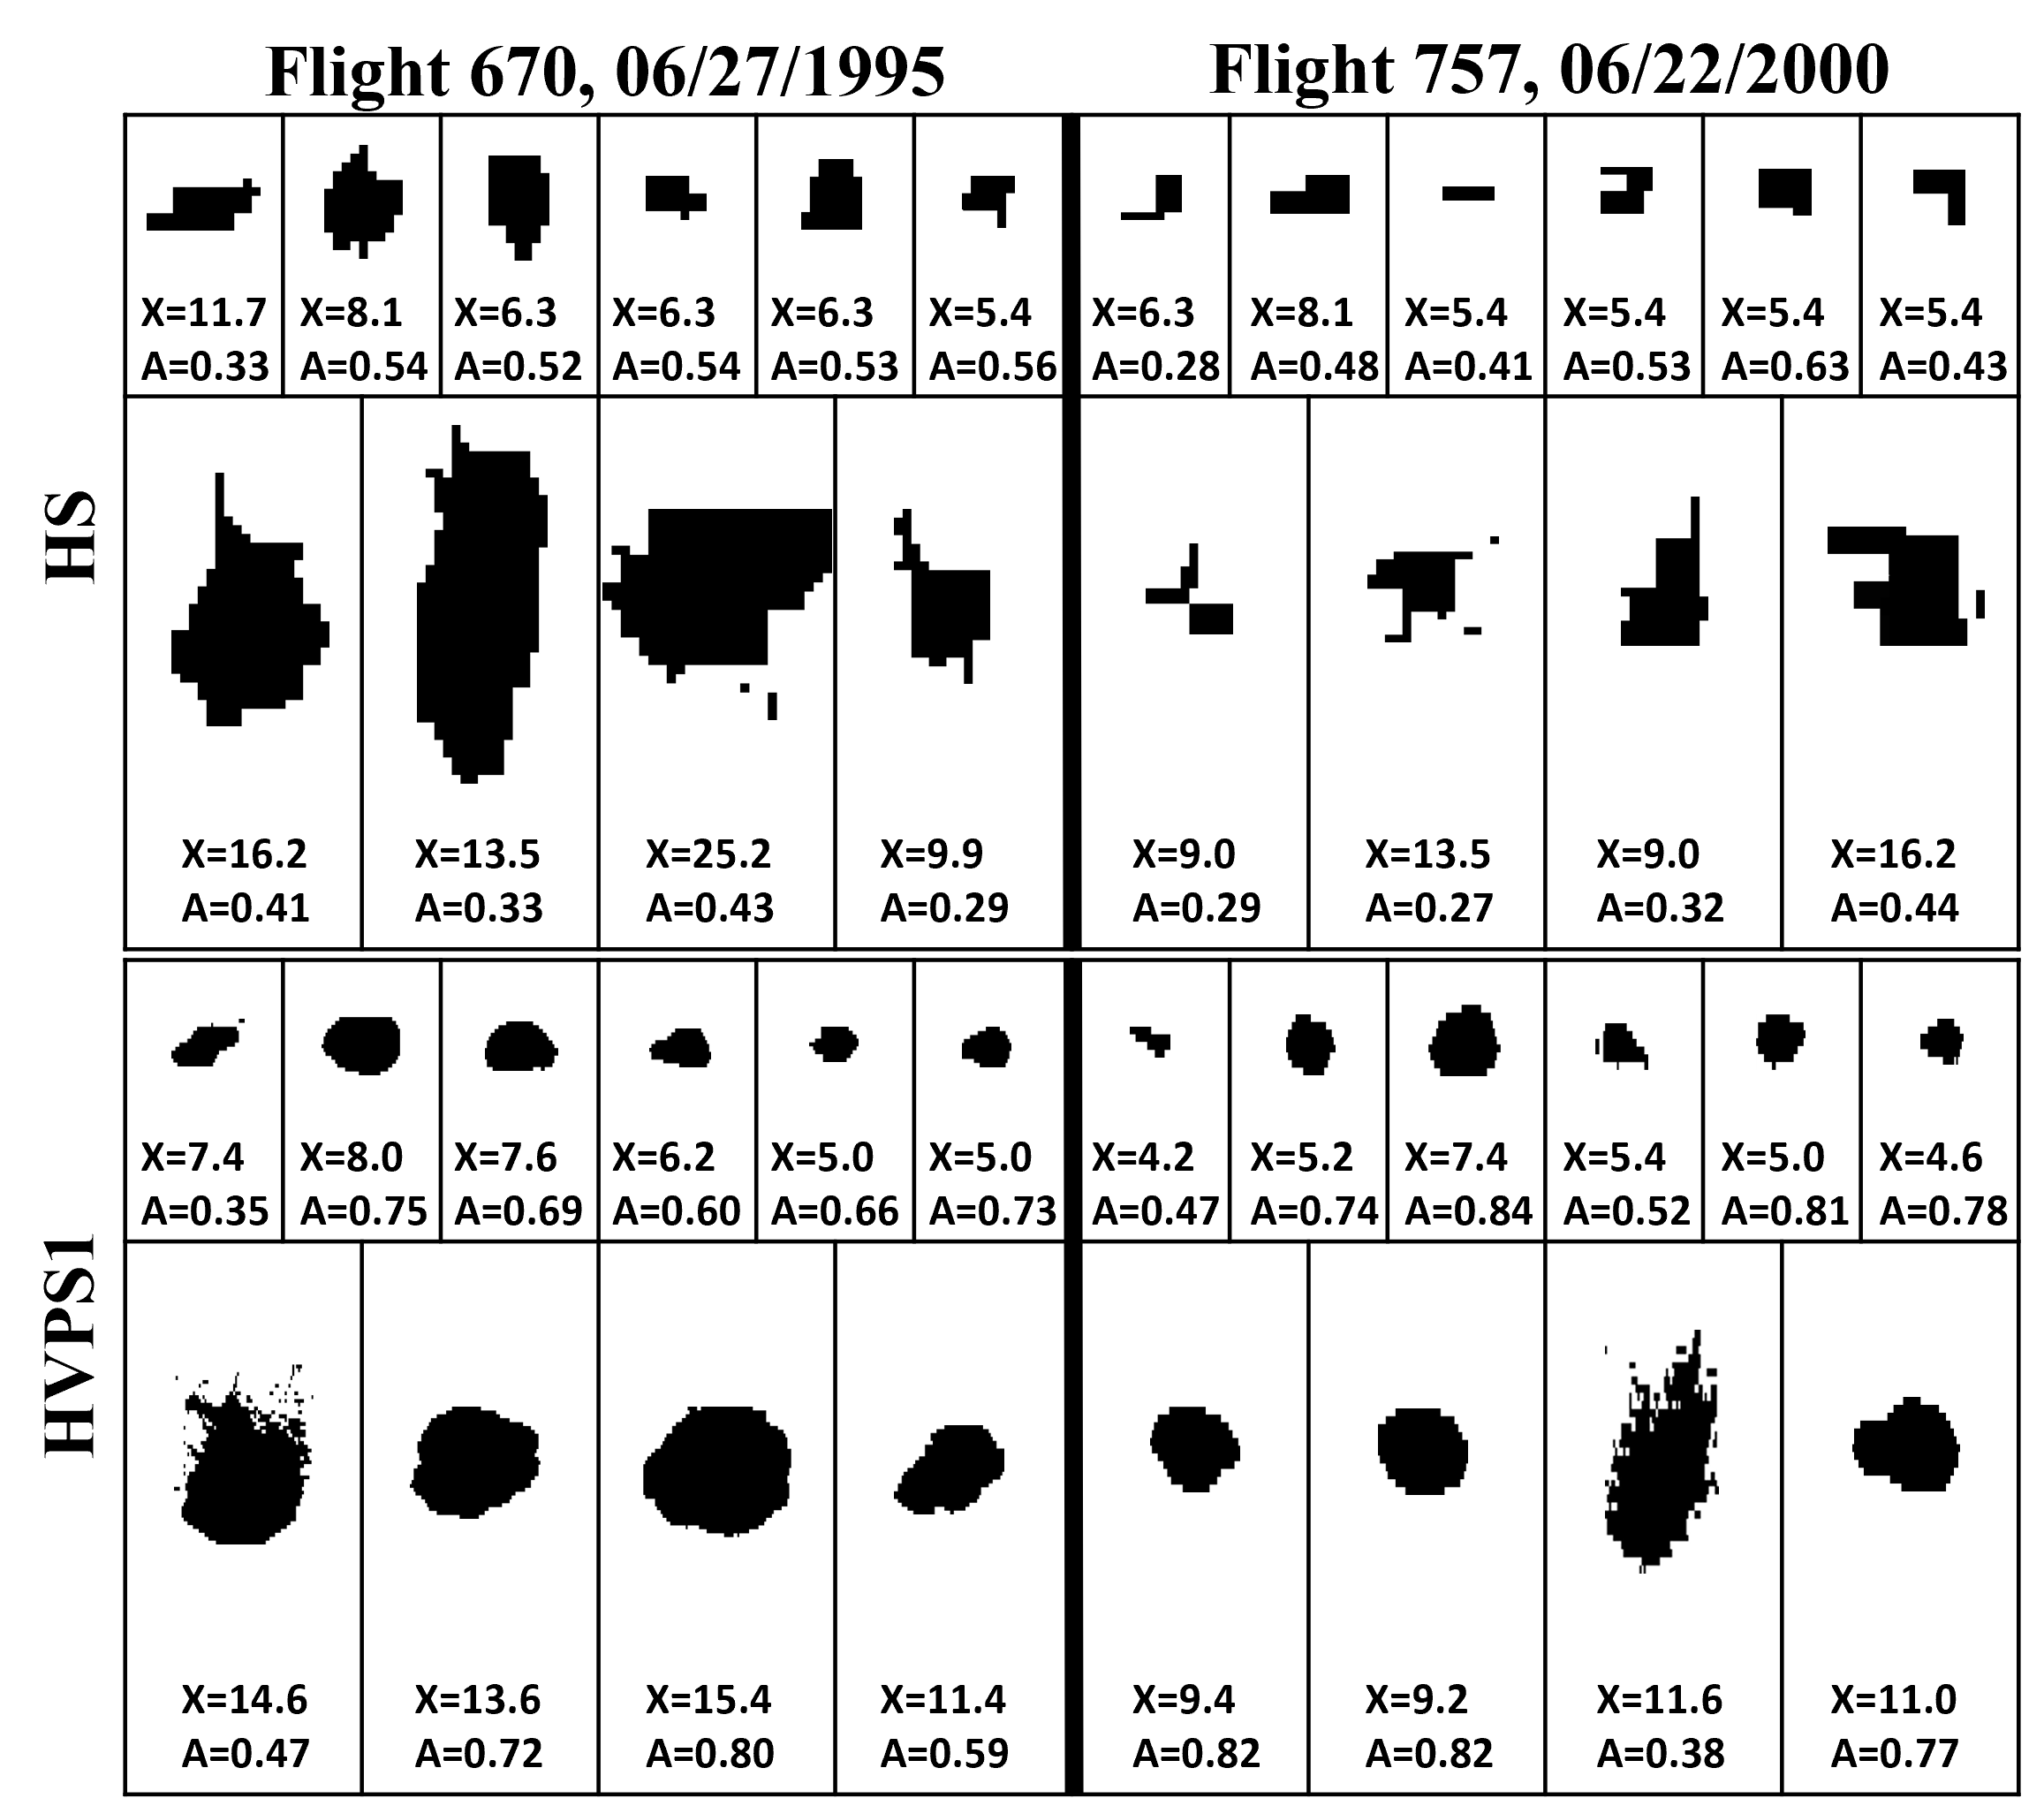 Flight 670, 06/27/1995 Flight 757, 06/22/2000
HS
X=11.7 X=8.1 X=6.3 X=6.3 X=6.3 X=5.4 X=6.3 X=8.1 X=5.4 X=5.4 X=5.4 X=5.4
A=0.33 A=0.54 A=0.52 A=0.54 A=0.53 A=0.56 A=0.28 A=0.48 A=0.41 A=0.53 A=0.63 A=0.43
X=16.2 X=13.5 X=25.2 X=9.9 X=9.0 X=13.5 X=9.0 X=16.2
A=0.41 A=0.33 A=0.43 A=0.29 A=0.29 A=0.27 A=0.32 A=0.44
HVPS1
X=7.4 X=8.0 X=7.6 X=6.2 X=5.0 X=5.0 X=4.2 X=5.2 X=7.4 X=5.4 X=5.0 X=4.6
A=0.35 A=0.75 A=0.69 A=0.60 A=0.66 A=0.73 A=0.47 A=0.74 A=0.84 A=0.52 A=0.81 A=0.78
X=14.6 X=13.6 X=15.4 X=11.4 X=9.4 X=9.2 X=11.6 X=11.0
A=0.47 A=0.72 A=0.80 A=0.59 A=0.82 A=0.82 A=0.38 A=0.77